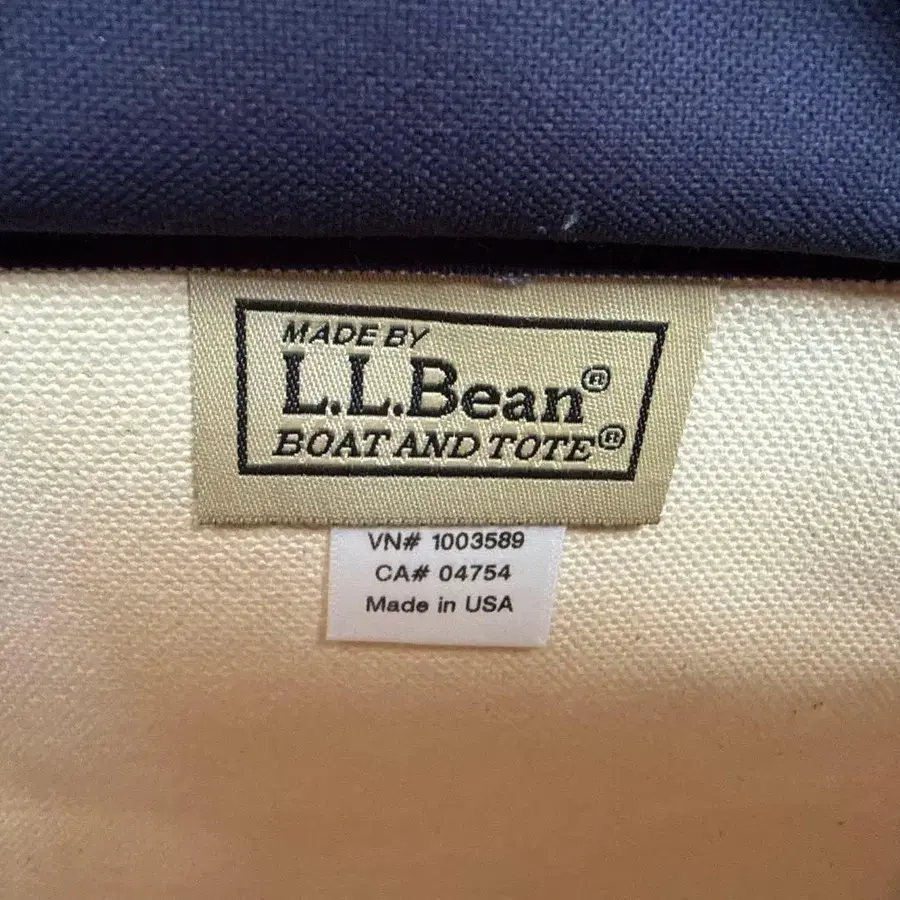 MADE BY
L.L.Bean®
BOAT AND TOTE®
VN# 1003589
CA# 04754
Made in USA